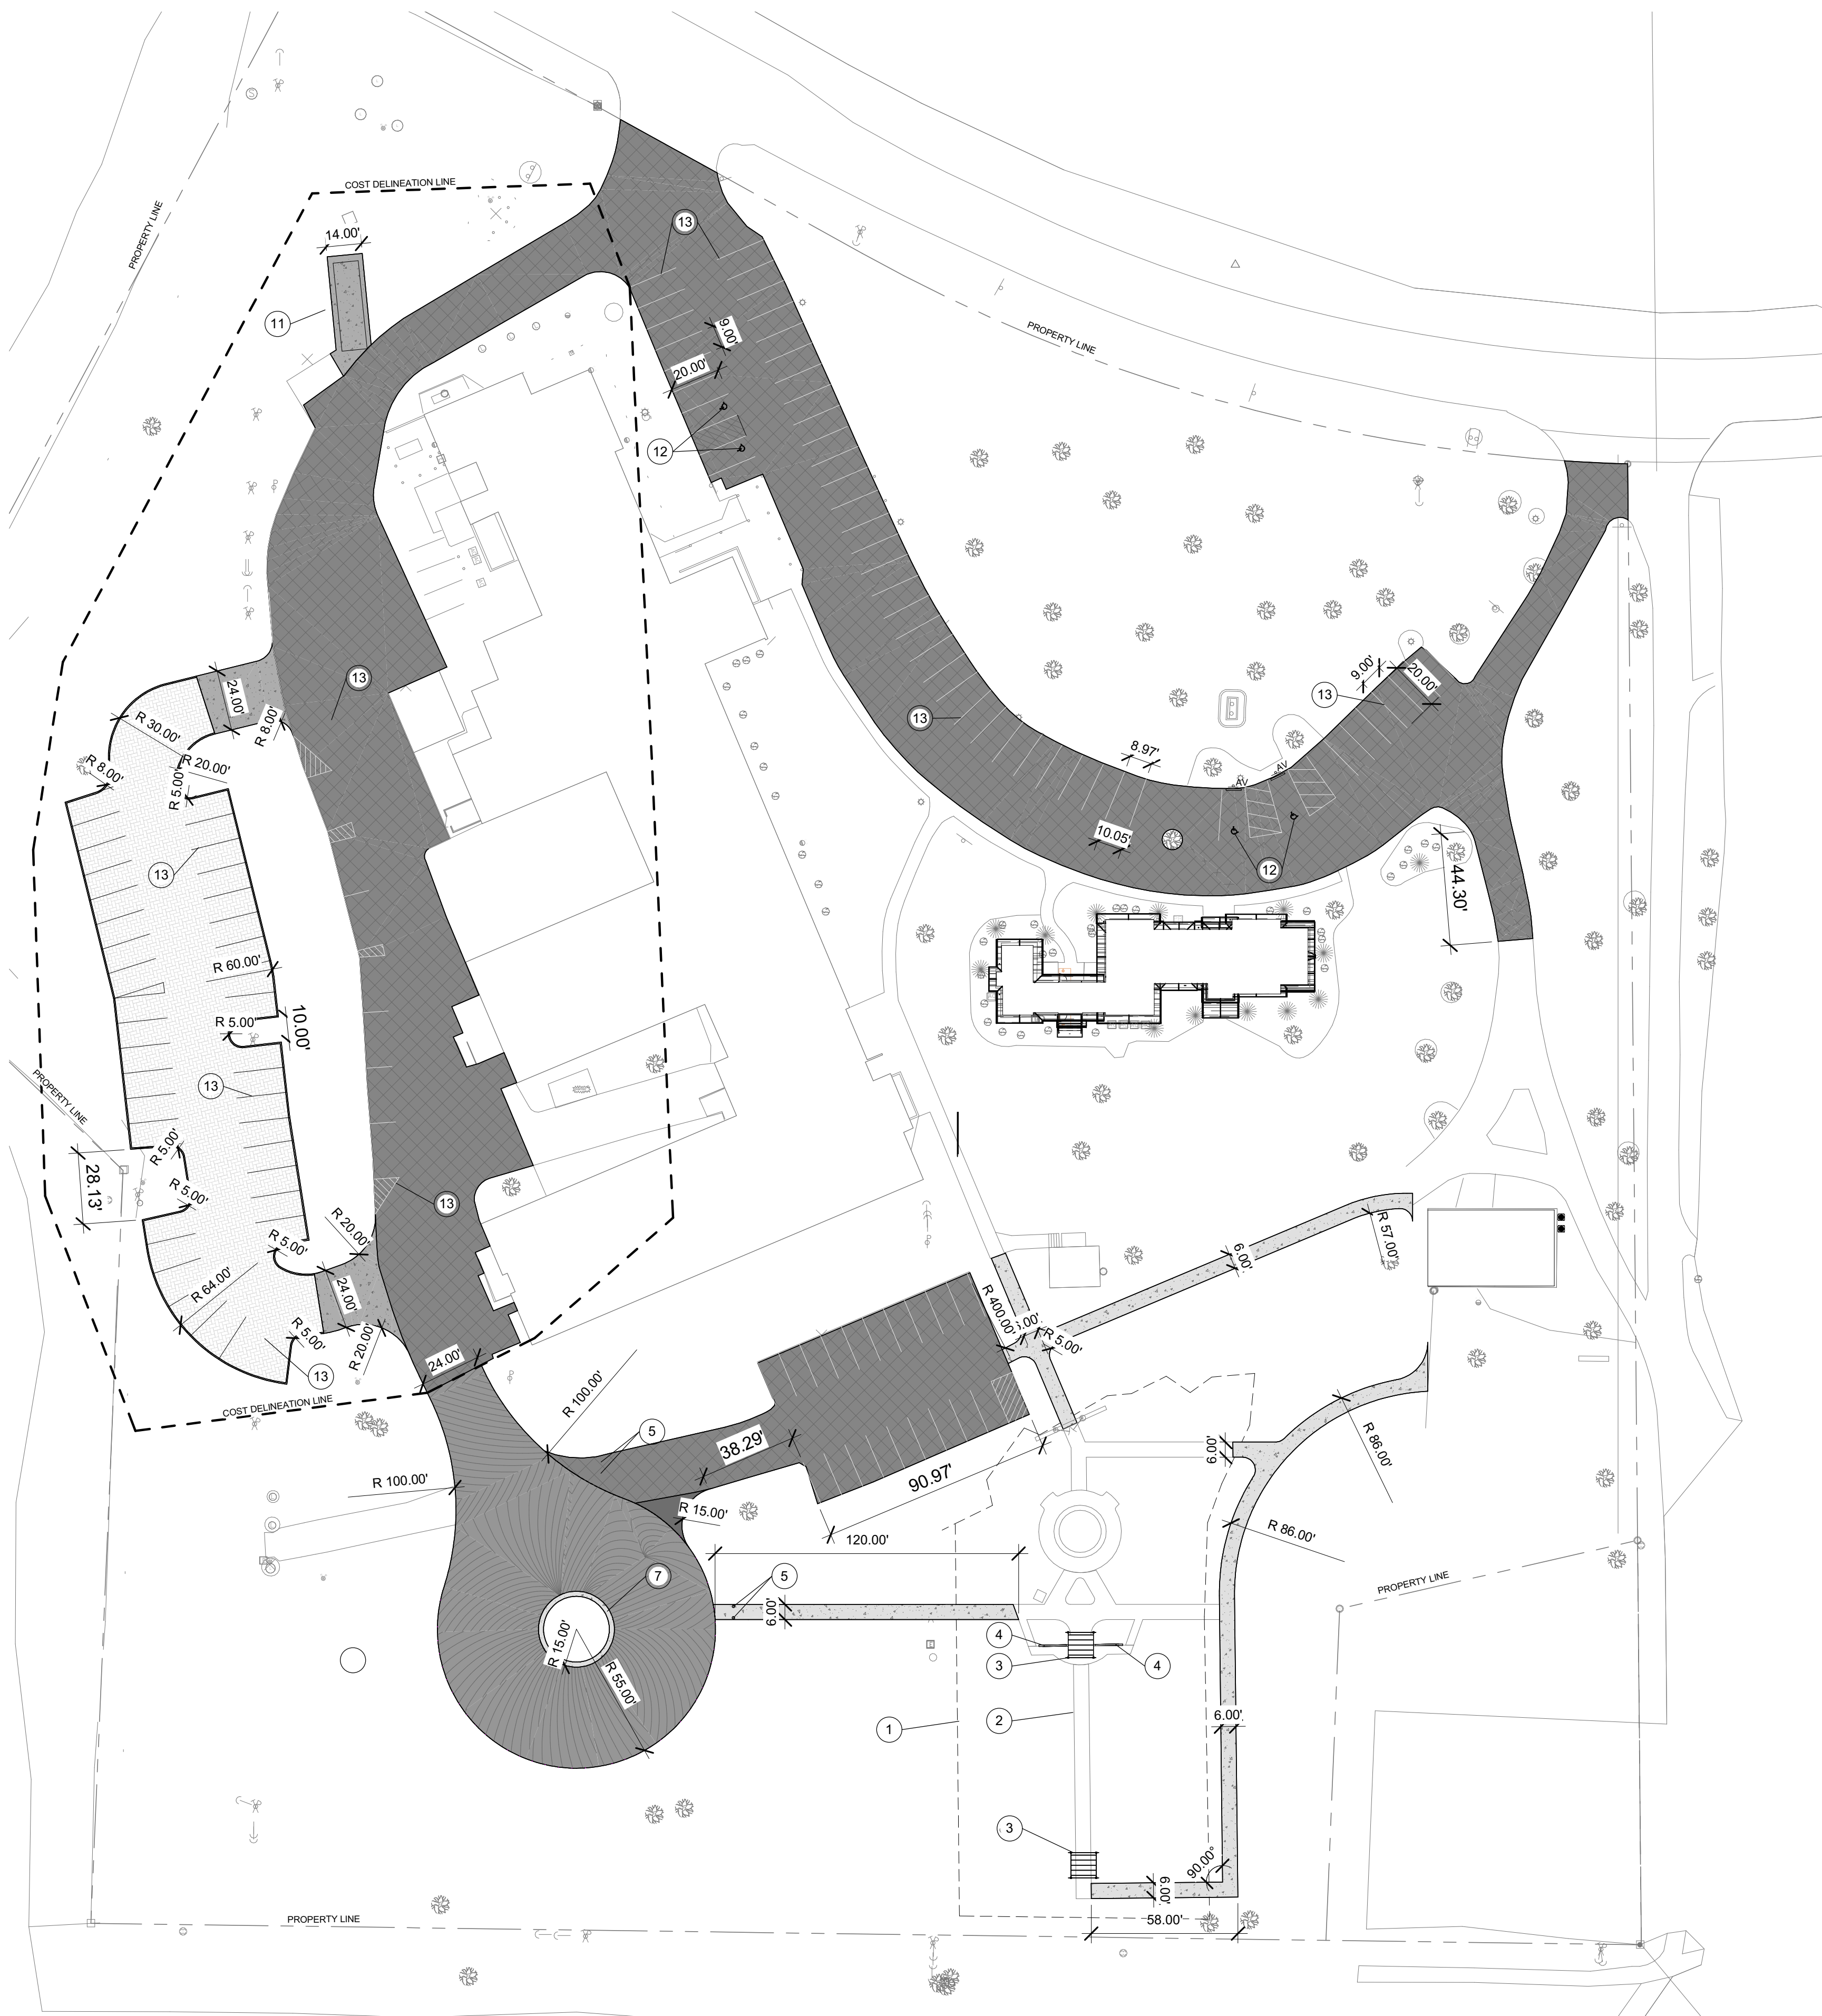 COST DELINEATION LINE
14.00'
PROPERTY LINE
13
11
9.00'
20.00'
12
PROPERTY LINE
13
24.00'
R 8.00'
R 30.00'
R 20.00'
R 8.00'
R 5.00'
13
9.00'
20.00'
13
8.97'
AV
AV
10.05'
12
44.30'
13
R 60.00'
10.00'
R 5.00'
13
PROPERTY LINE
R 5.00'
28.13'
R 5.00'
13
R 20.00'
R 5.00'
24.00'
R 64.00'
R 5.00'
R 20.00'
24.00'
13
COST DELINEATION LINE
R 57.00'
6.00'
R 400.00'
R 5.00'
R 100.00'
5
38.29'
90.97'
R 100.00'
R 15.00'
120.00'
6.00'
R 86.00'
R 86.00'
PROPERTY LINE
7
5
6.00'
R 15.00'
R 55.00'
4
3
4
1
2
6.00'
3
90.00°
6.00'
58.00'
PROPERTY LINE